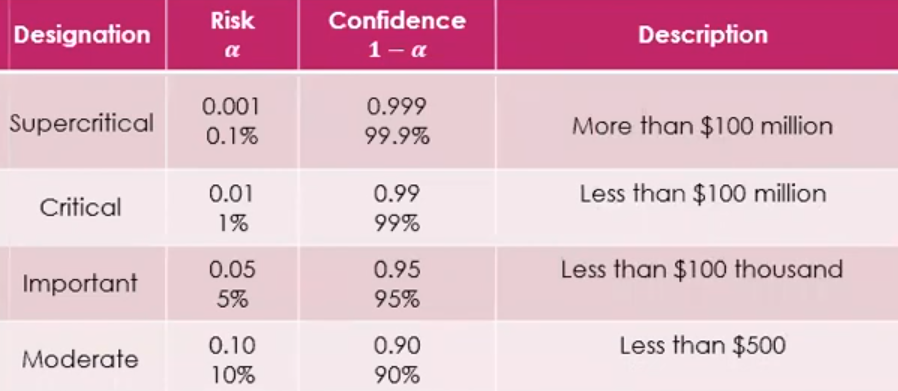 Designation Risk Confidence Description
α 1 − α
Supercritical 0.001 0.999 More than $100 million
0.1% 99.9%
Critical 0.01 0.99 Less than $100 million
1% 99%
Important 0.05 0.95 Less than $100 thousand
5% 95%
Moderate 0.10 0.90 Less than $500
10% 90%